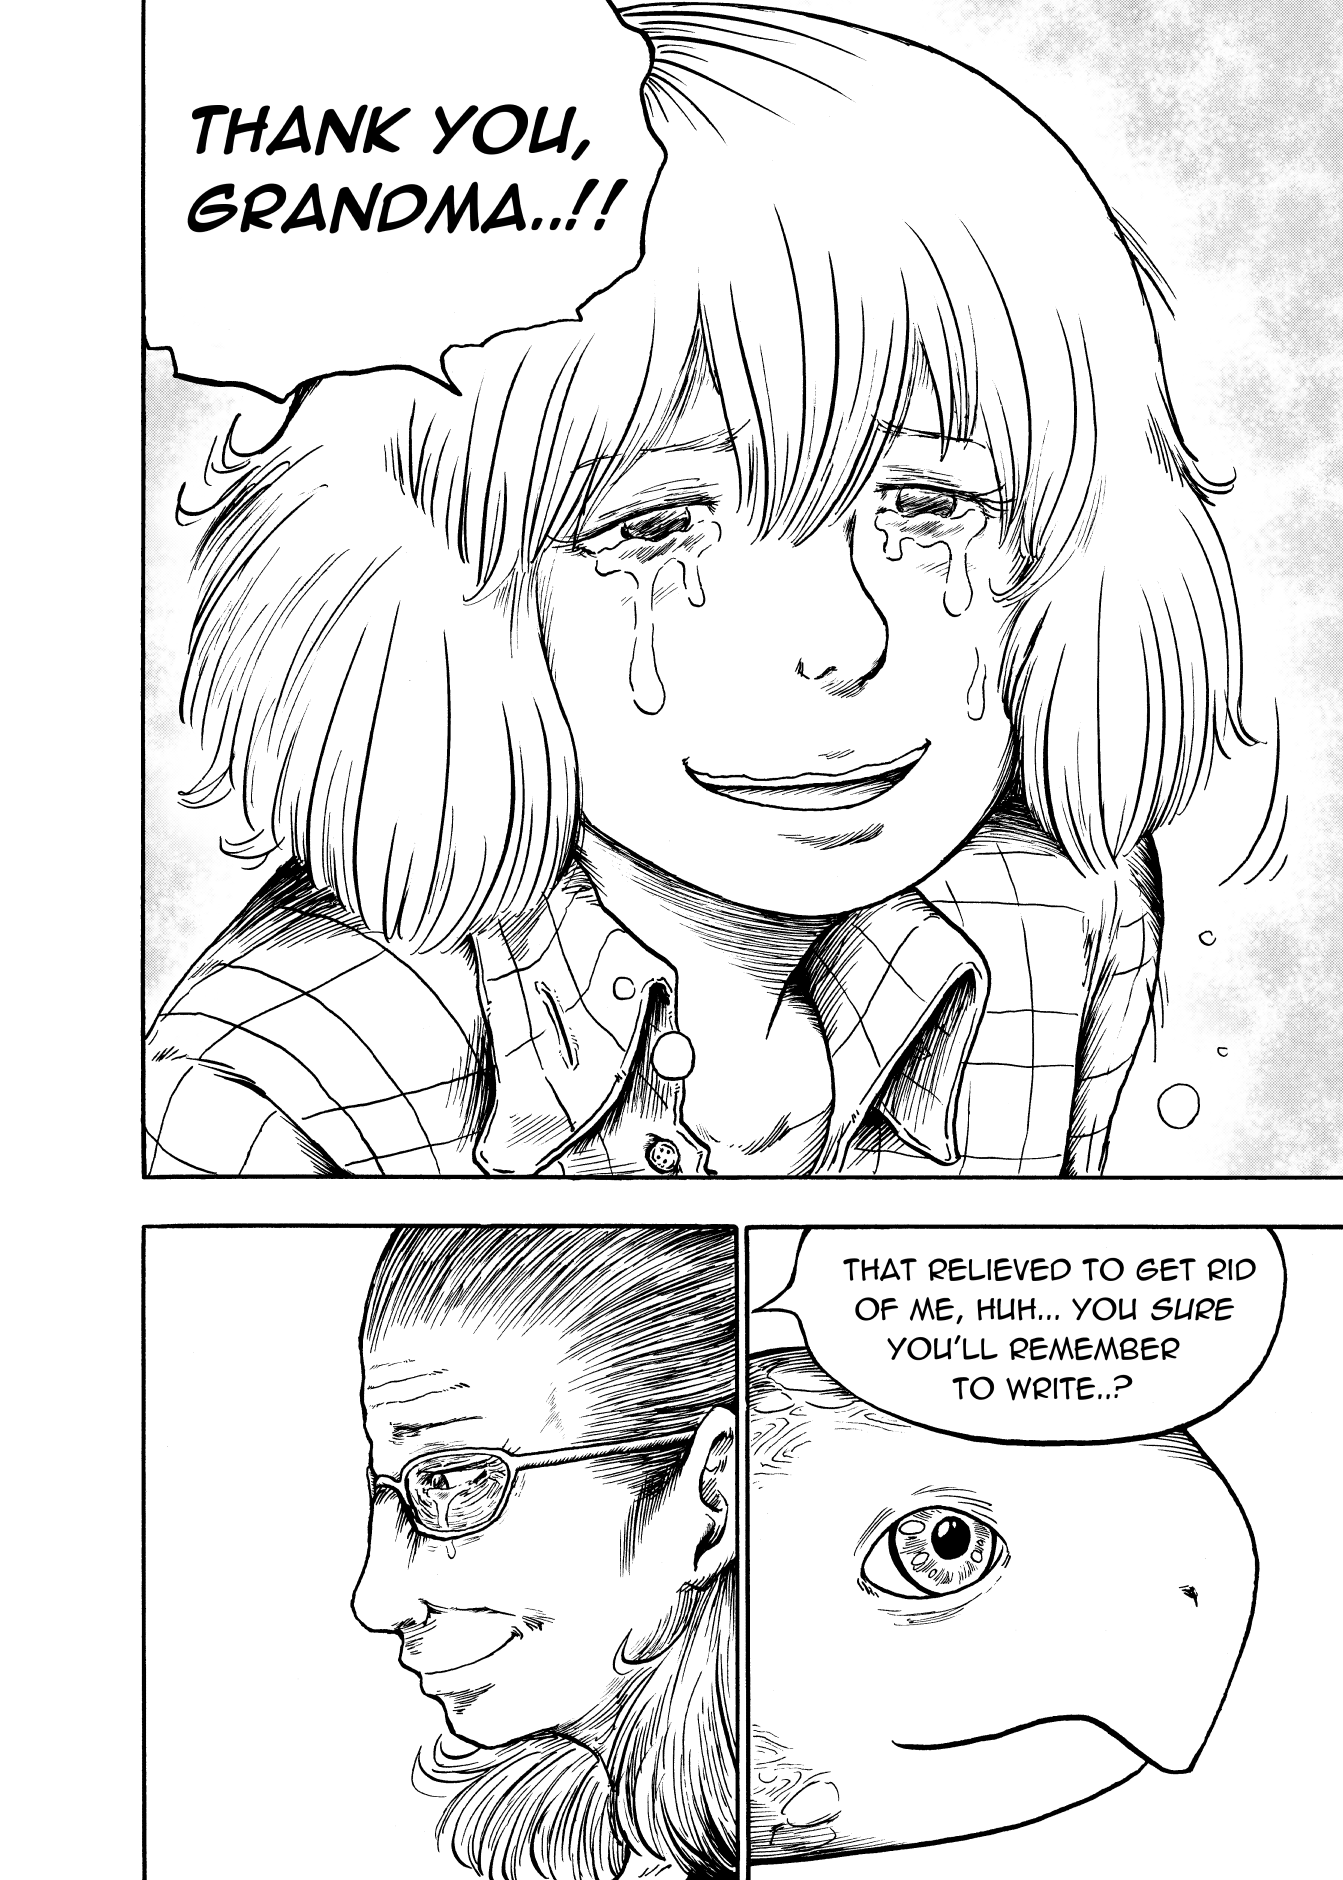 THANK YOU,
GRANDMA..!!
THAT RELIEVED TO GET RID
OF ME, HUH... YOU SURE
YOU'LL REMEMBER
TO WRITE..?